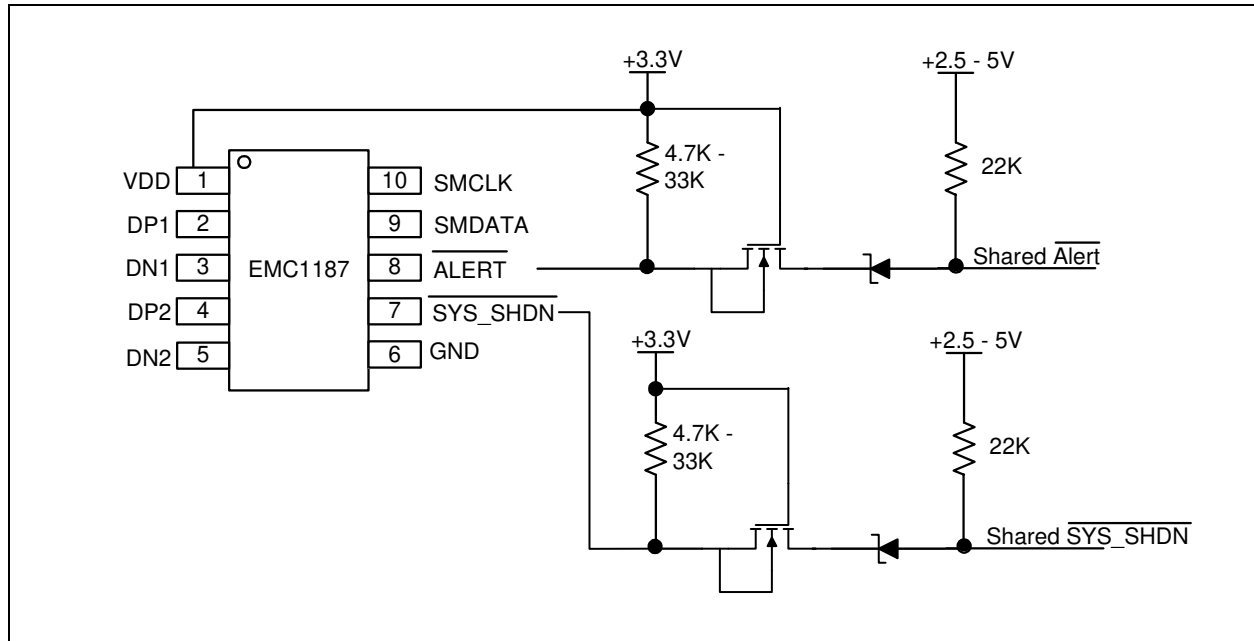 +3.3V
+2.5 - 5V
4.7K -
33K
22K
VDD 1
10 SMCLK
DP1 2
9 SMDATA
DN1 3
EMC1187
8 ALERT
Shared Alert
DP2 4
7 SYS_SHDN
DN2 5
6 GND
+3.3V
+2.5 - 5V
4.7K -
33K
22K
Shared SYS_SHDN